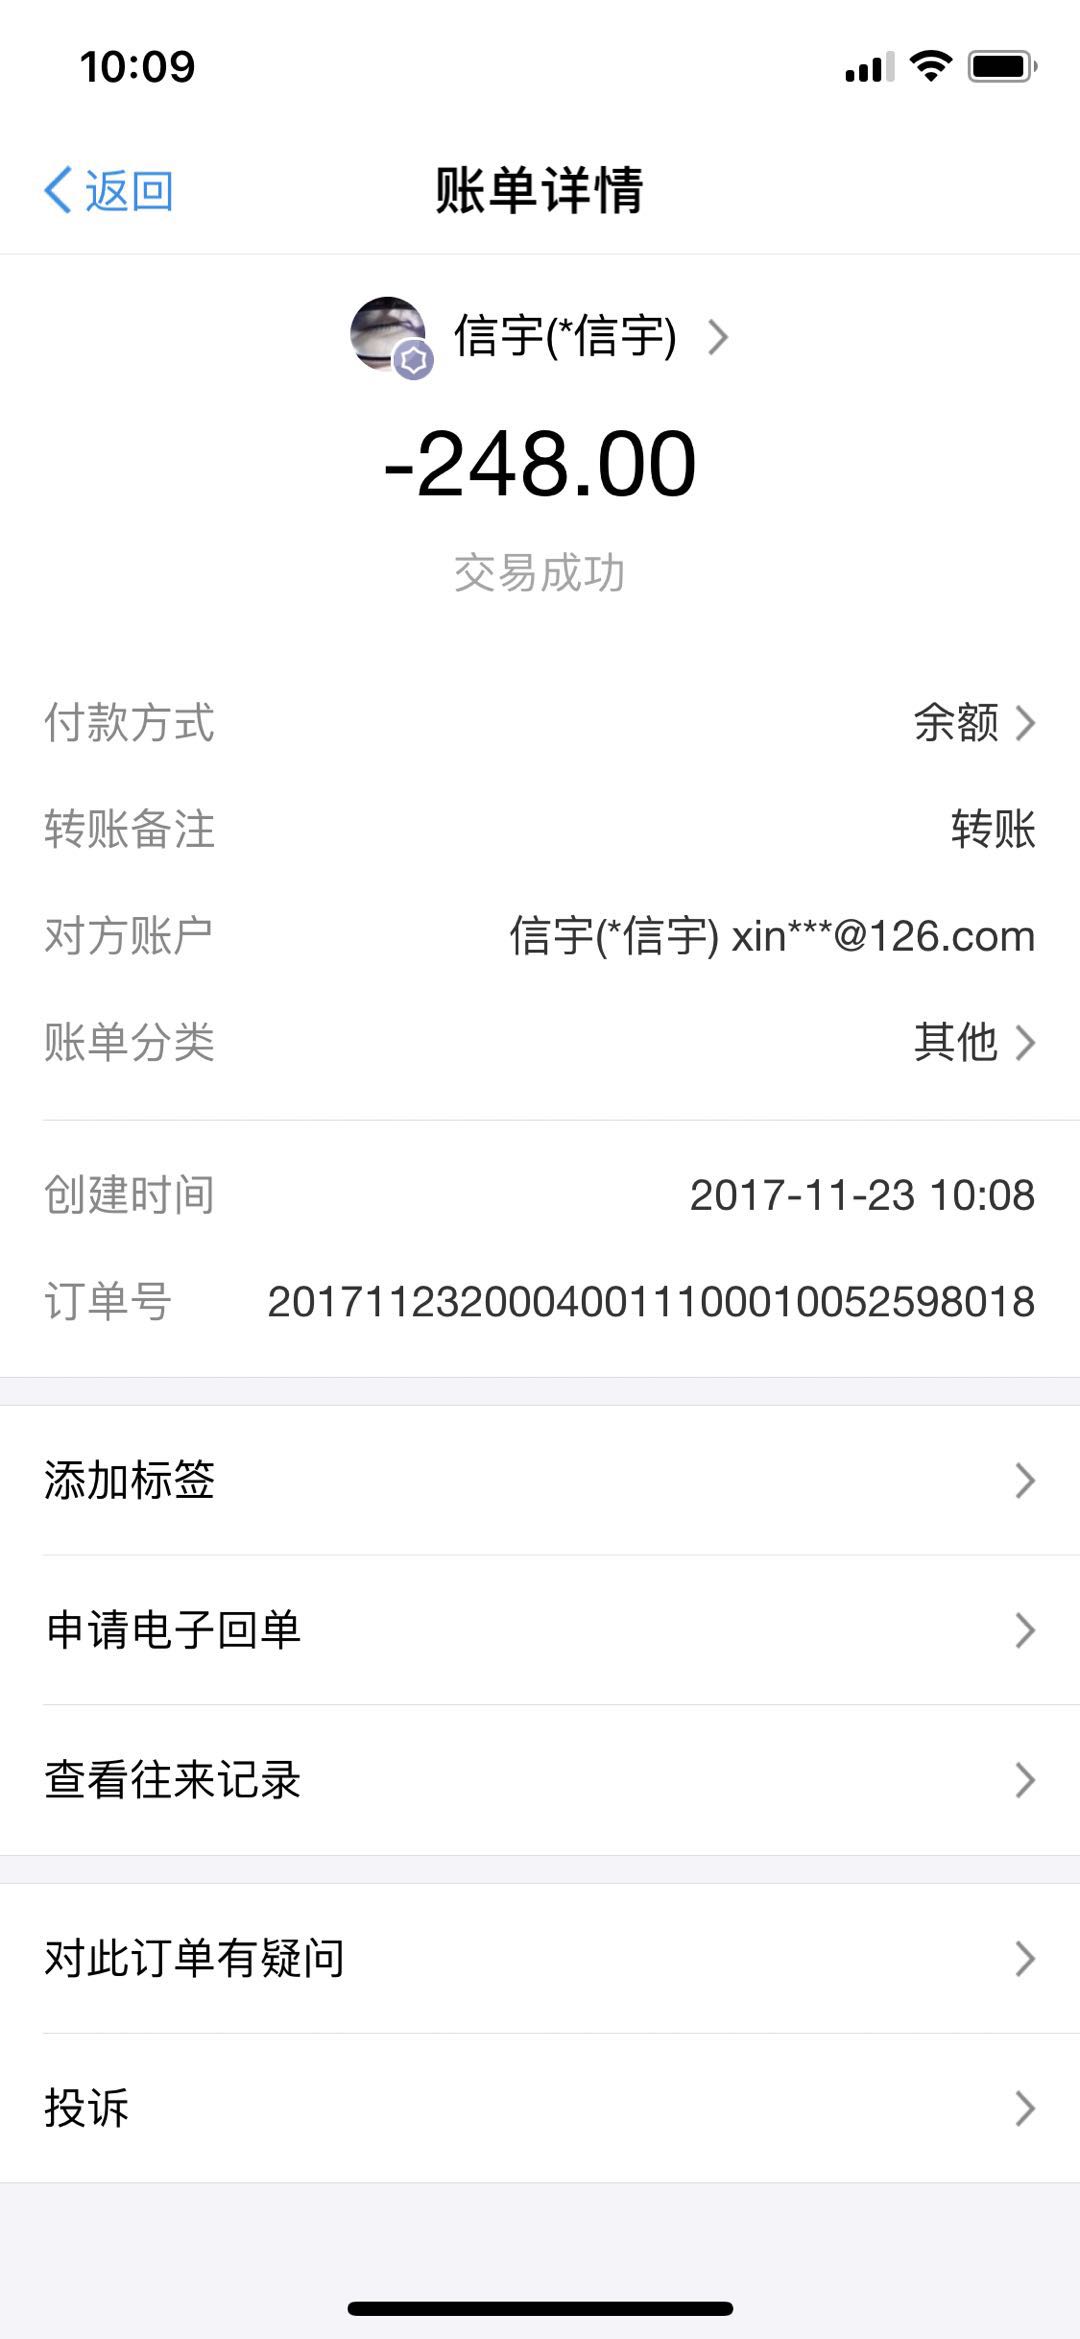 10:09
返回
账单详情
信宇(*信宇)
-248.00
交易成功
付款方式 余额
转账备注 转账
对方账户 信宇(*信宇) xin***@126.com
账单分类 其他
创建时间 2017-11-23 10:08
订单号 20171123200040011100010052598018
添加标签
申请电子回单
查看往来记录
对此订单有疑问
投诉